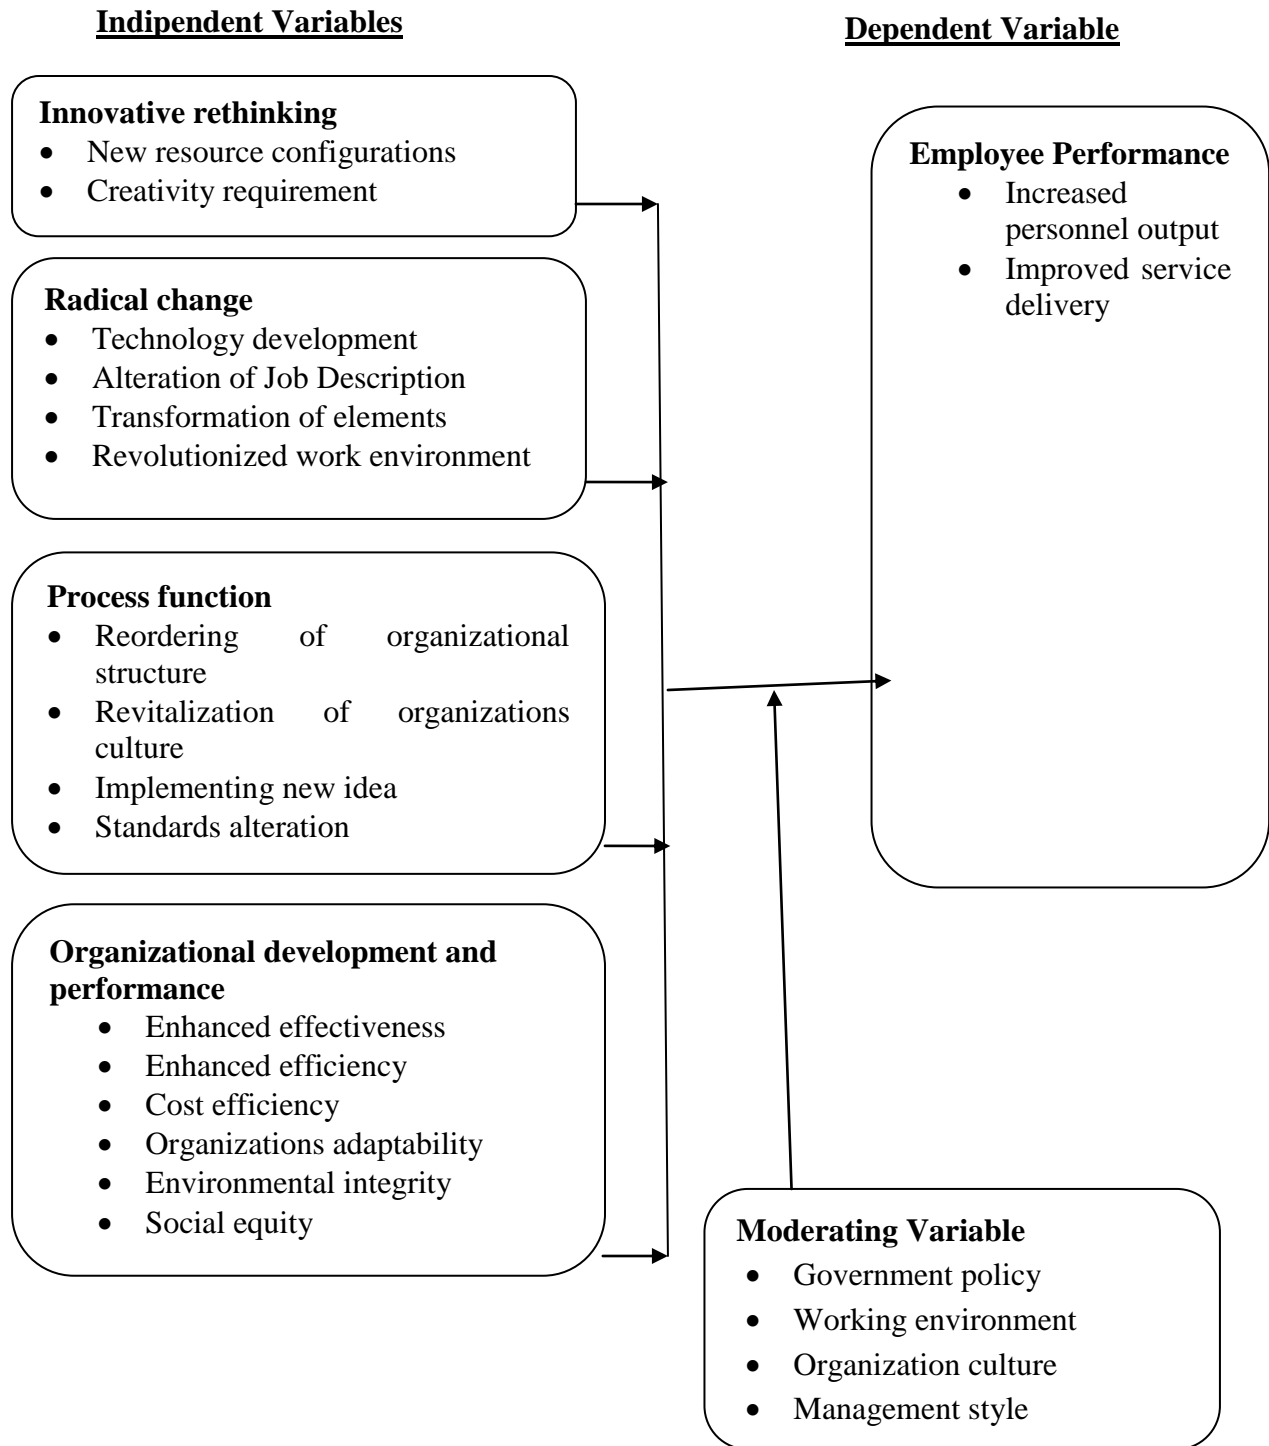 Indipendent Variables
Dependent Variable
Innovative rethinking
• New resource configurations
• Creativity requirement
Radical change
• Technology development
• Alteration of Job Description
• Transformation of elements
• Revolutionized work environment
Process function
• Reordering of organizational
structure
• Revitalization of organizations
culture
• Implementing new idea
• Standards alteration
Organizational development and
performance
• Enhanced effectiveness
• Enhanced efficiency
• Cost efficiency
• Organizations adaptability
• Environmental integrity
• Social equity
Employee Performance
• Increased
personnel output
• Improved service
delivery
Moderating Variable
• Government policy
• Working environment
• Organization culture
• Management style